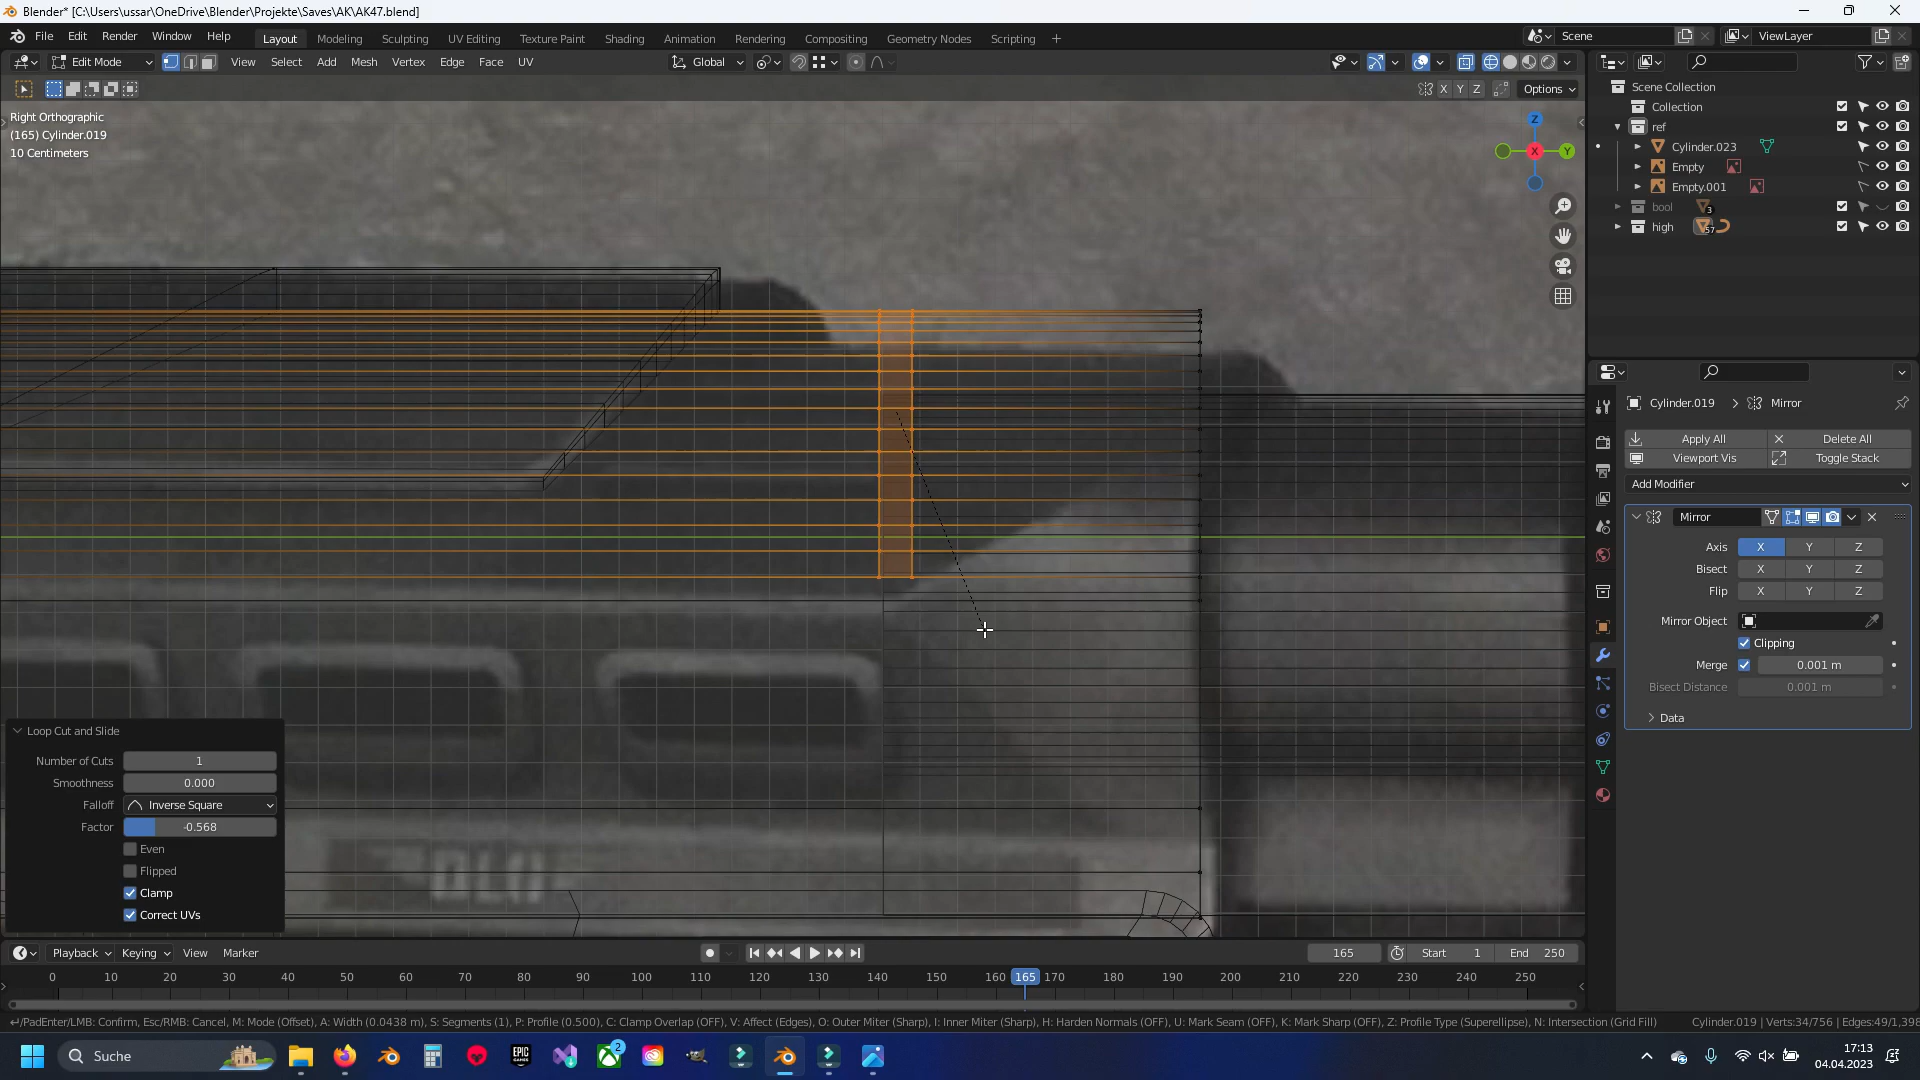 Blender* [C:\Users\ussar\OneDrive\Blender\Projekte\Saves\AK\AK47.blend]
File Edit Render Window Help Layout Modeling Sculpting UV Editing Texture Paint Shading Animation Rendering Compositing Geometry Nodes Scripting + Scene ViewLayer
Edit Mode View Select Add Mesh Vertex Edge Face UV Global
X Y Z Options
Right Orthographic
(165) Cylinder.019
10 Centimeters
Z
X
Y
Scene Collection
Collection
ref
Cylinder.023
Empty
Empty.001
bool 3
high 57
Cylinder.019 > Mirror
Apply All Delete All
Viewport Vis Toggle Stack
Add Modifier
Mirror
Axis X Y Z
Bisect X Y Z
Flip X Y Z
Mirror Object
Clipping
Merge 0.001 m
Bisect Distance 0.001 m
Data
Loop Cut and Slide
Number of Cuts 1
Smoothness 0.000
Falloff Inverse Square
Factor -0.568
Even
Flipped
Clamp
Correct UVs
Playback Keying View Marker 165 Start 1 End 250
0 10 20 30 40 50 60 70 80 90 100 110 120 130 140 150 160 165 170 180 190 200 210 220 230 240 250
↵/PadEnter/LMB: Confirm, Esc/RMB: Cancel, M: Mode (Offset), A: Width (0.0438 m), S: Segments (1), P: Profile (0.500), C: Clamp Overlap (OFF), V: Affect (Edges), O: Outer Miter (Sharp), I: Inner Miter (Sharp), H: Harden Normals (OFF), U: Mark Seam (OFF), K: Mark Sharp (OFF), Z: Profile Type (Superellipse), N: Intersection (Grid Fill) Cylinder.019 | Verts:34/756 | Edges:49/1,398
Suche EPIC GAMES 2 17:13
04.04.2023